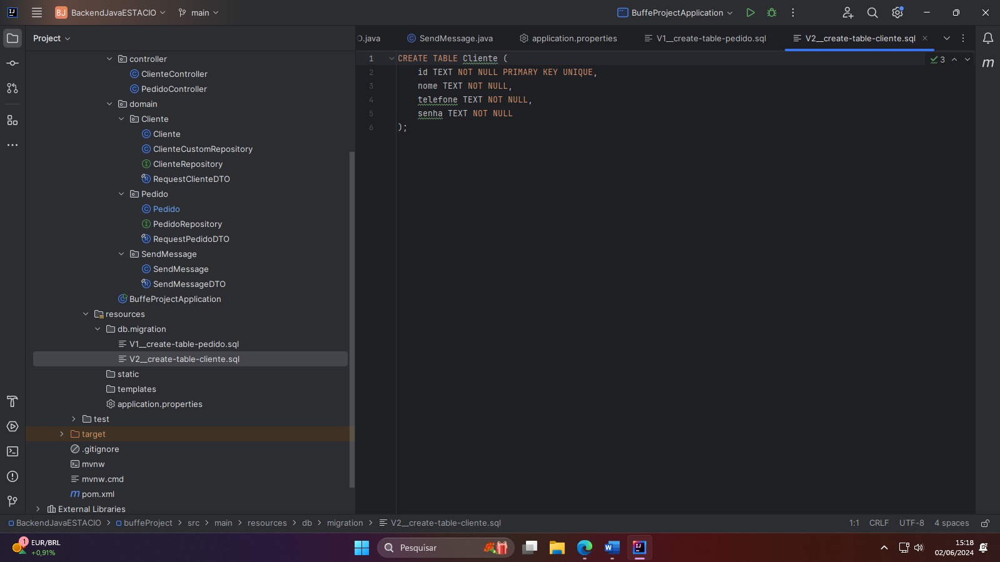 BJ BackendJavaESTACIO main BuffeProjectApplication
Project
O.java SendMessage.java application.properties V1__create-table-pedido.sql V2__create-table-cliente.sql
controller
ClienteController
PedidoController
domain
Cliente
Cliente
ClienteCustomRepository
ClienteRepository
RequestClienteDTO
Pedido
Pedido
PedidoRepository
RequestPedidoDTO
SendMessage
SendMessage
SendMessageDTO
BuffeProjectApplication
resources
db.migration
V1__create-table-pedido.sql
V2__create-table-cliente.sql
static
templates
application.properties
test
target
.gitignore
mvnw
mvnw.cmd
pom.xml
External Libraries
1 CREATE TABLE Cliente (
2 id TEXT NOT NULL PRIMARY KEY UNIQUE,
3 nome TEXT NOT NULL,
4 telefone TEXT NOT NULL,
5 senha TEXT NOT NULL
6 );
3
BackendJavaESTACIO > buffeProject > src > main > resources > db > migration > V2__create-table-cliente.sql
1:1 CRLF UTF-8 4 spaces
1 EUR/BRL
+0,91%
Pesquisar
15:18
02/06/2024